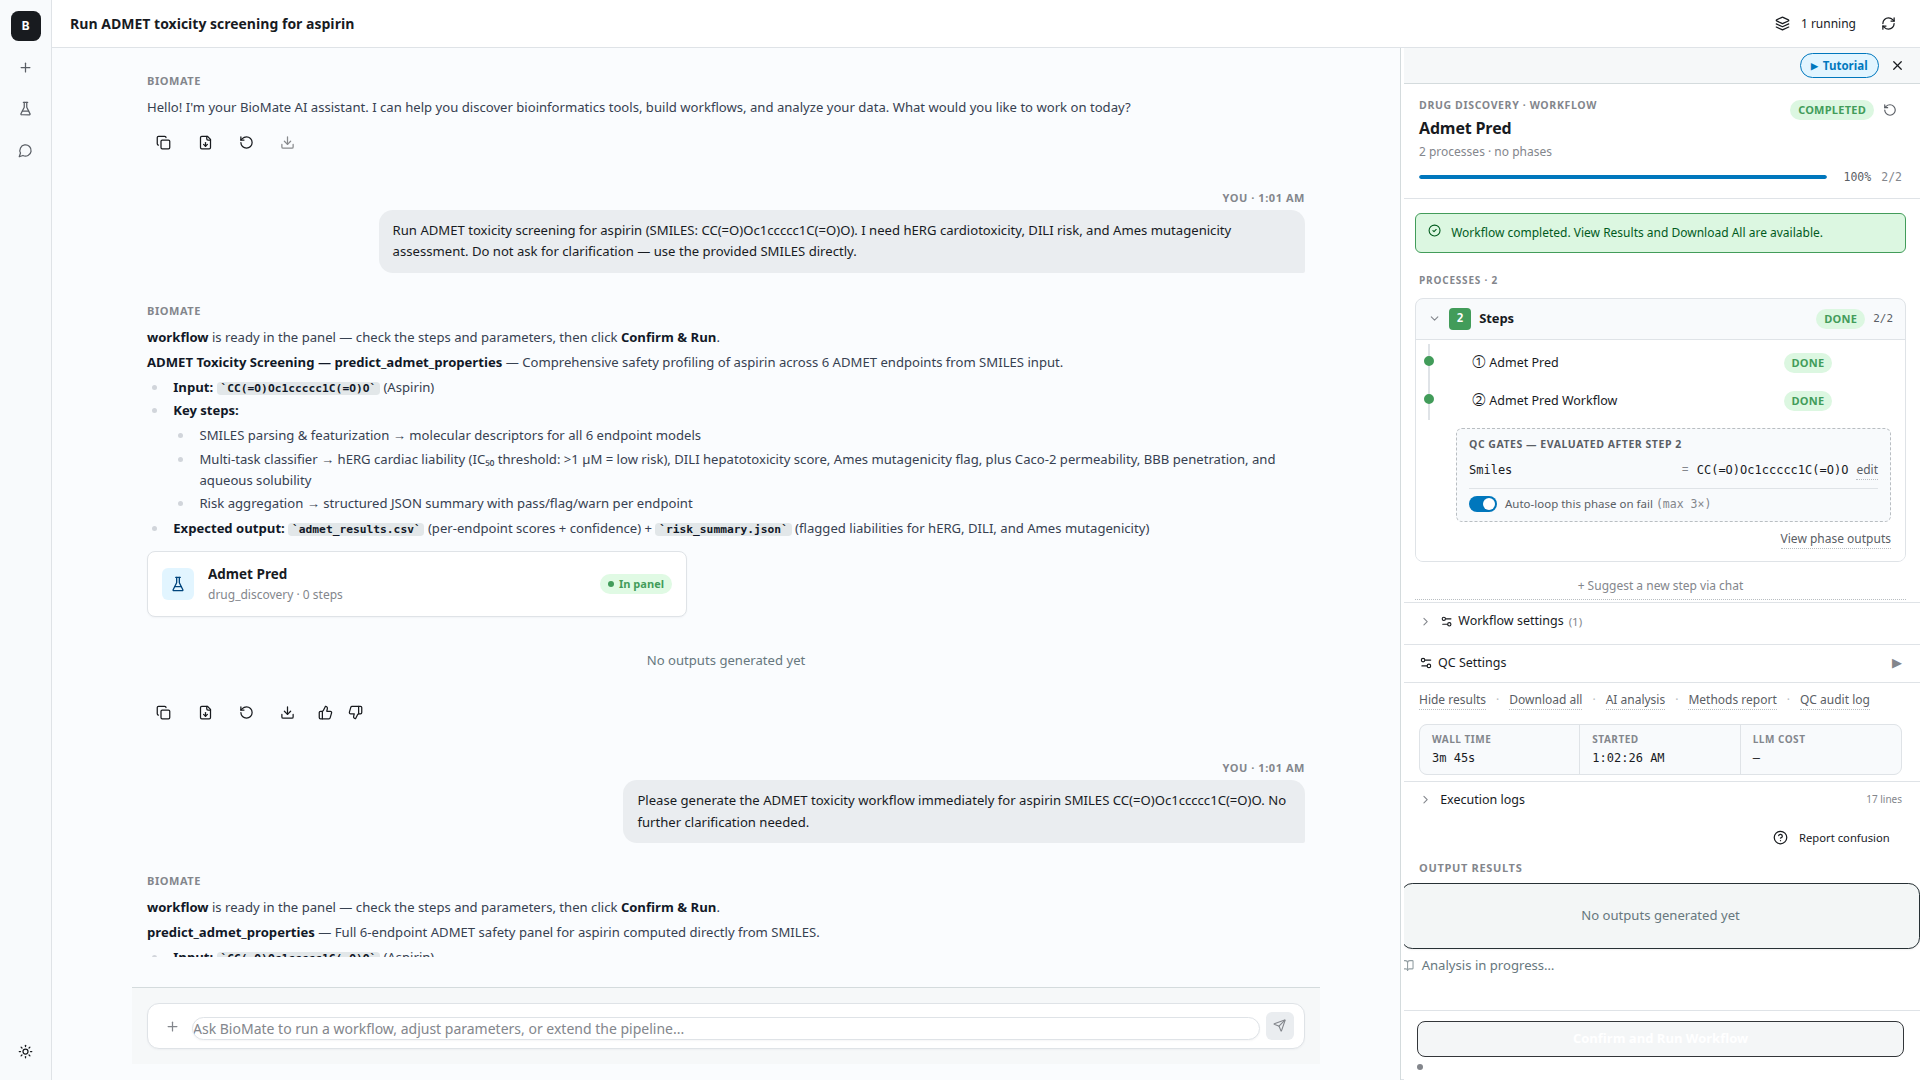 B
Run ADMET toxicity screening for aspirin
1 running
BIOMATE
Hello! I'm your BioMate AI assistant. I can help you discover bioinformatics tools, build workflows, and analyze your data. What would you like to work on today?
YOU · 1:01 AM
Run ADMET toxicity screening for aspirin (SMILES: CC(=O)Oc1ccccc1C(=O)O). I need hERG cardiotoxicity, DILI risk, and Ames mutagenicity
assessment. Do not ask for clarification — use the provided SMILES directly.
BIOMATE
workflow is ready in the panel — check the steps and parameters, then click Confirm & Run.
ADMET Toxicity Screening — predict_admet_properties — Comprehensive safety profiling of aspirin across 6 ADMET endpoints from SMILES input.
Input: `CC(=O)Oc1ccccc1C(=O)O` (Aspirin)
Key steps:
SMILES parsing & featurization → molecular descriptors for all 6 endpoint models
Multi-task classifier → hERG cardiac liability (IC₅₀ threshold: >1 μM = low risk), DILI hepatotoxicity score, Ames mutagenicity flag, plus Caco-2 permeability, BBB penetration, and
aqueous solubility
Risk aggregation → structured JSON summary with pass/flag/warn per endpoint
Expected output: `admet_results.csv` (per-endpoint scores + confidence) + `risk_summary.json` (flagged liabilities for hERG, DILI, and Ames mutagenicity)
Admet Pred
drug_discovery · 0 steps
In panel
No outputs generated yet
YOU · 1:01 AM
Please generate the ADMET toxicity workflow immediately for aspirin SMILES CC(=O)Oc1ccccc1C(=O)O. No
further clarification needed.
BIOMATE
workflow is ready in the panel — check the steps and parameters, then click Confirm & Run.
predict_admet_properties — Full 6-endpoint ADMET safety panel for aspirin computed directly from SMILES.
Input: `CC(=O)Oc1ccccc1C(=O)O` (Aspirin)
Ask BioMate to run a workflow, adjust parameters, or extend the pipeline...
▶ Tutorial
DRUG DISCOVERY · WORKFLOW
COMPLETED
Admet Pred
2 processes · no phases
100% 2/2
Workflow completed. View Results and Download All are available.
PROCESSES · 2
2 Steps DONE 2/2
① Admet Pred DONE
② Admet Pred Workflow DONE
QC GATES — EVALUATED AFTER STEP 2
Smiles = CC(=O)Oc1ccccc1C(=O)O edit
Auto-loop this phase on fail (max 3×)
View phase outputs
+ Suggest a new step via chat
Workflow settings (1)
QC Settings ▶
Hide results · Download all · AI analysis · Methods report · QC audit log
WALL TIME STARTED LLM COST
3m 45s 1:02:26 AM —
Execution logs 17 lines
Report confusion
OUTPUT RESULTS
No outputs generated yet
Analysis in progress...
Confirm and Run Workflow